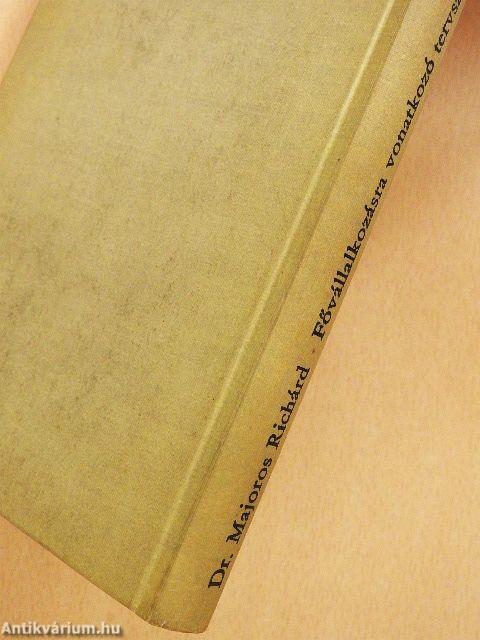 Dr. Majoros Richárd Fővállalkozásra vonatkozó
Antikvárium.hu